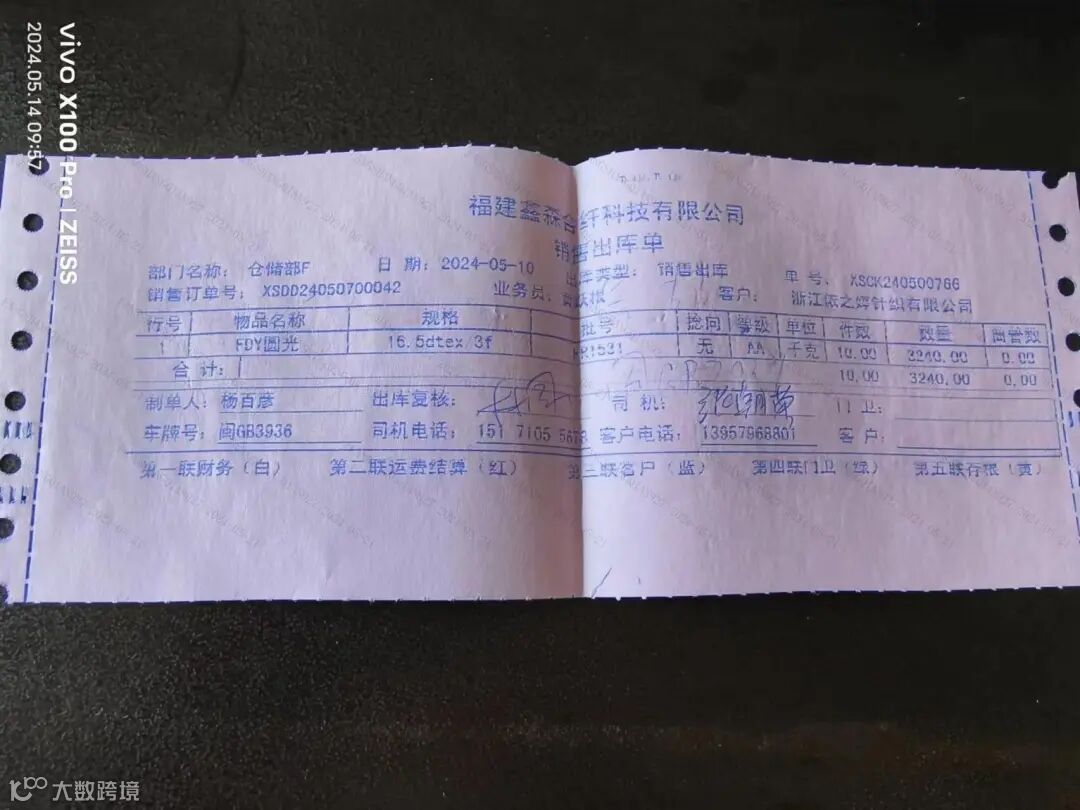 vivo X100 Pro | ZEISS
2024.05.14 09:57
福建鑫森合纤科技有限公司
销售出库单
部门名称: 仓储部F 日 期: 2024-05-10 出库类型: 销售出库 单 号: XSCK240500766
销售订单号: XSDD24050700042 业务员: 客户: 浙江依之婷针织有限公司
行号 物品名称 规格 批号 捻向 等级 单位 件数 数量 筒管数
1 FDY圆光 16.5dtex/3f 无 AA 千克 10.00 3240.00 0.00
合 计: 10.00 3240.00 0.00
制单人: 杨百彦 出库复核: 司 机: 门 卫:
车牌号: 闽GB3936 司机电话: 151 7105 客户电话: 13957968801 客 户:
第一联财务(白) 第二联运费结算(红) 第三联客户(监) 第四联门卫(绿) 第五联存根(黄)
大数跨境